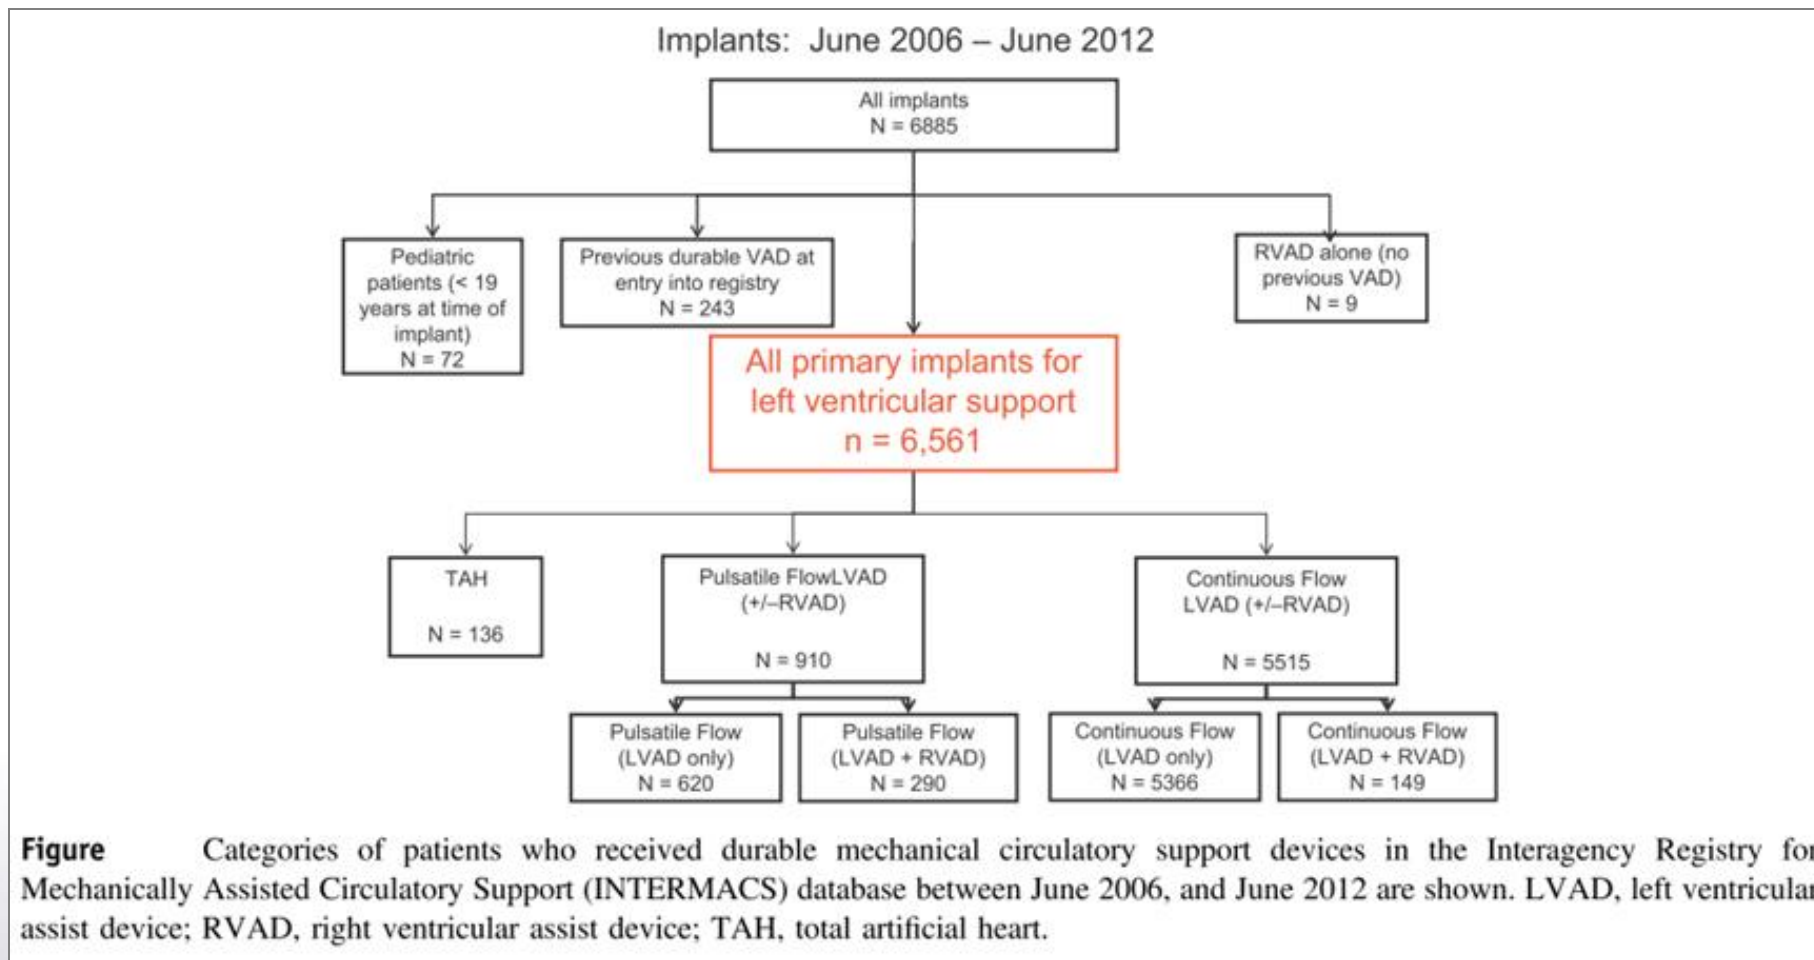 Implants: June 2006 – June 2012
All implants
N = 6885
Pediatric
patients (< 19
years at time of
implant)
N = 72
Previous durable VAD at
entry into registry
N = 243
RVAD alone (no
previous VAD)
N = 9
All primary implants for
left ventricular support
n = 6,561
TAH
N = 136
Pulsatile FlowLVAD
(+/–RVAD)
N = 910
Continuous Flow
LVAD (+/–RVAD)
N = 5515
Pulsatile Flow
(LVAD only)
N = 620
Pulsatile Flow
(LVAD + RVAD)
N = 290
Continuous Flow
(LVAD only)
N = 5366
Continuous Flow
(LVAD + RVAD)
N = 149
Figure Categories of patients who received durable mechanical circulatory support devices in the Interagency Registry for
Mechanically Assisted Circulatory Support (INTERMACS) database between June 2006, and June 2012 are shown. LVAD, left ventricular
assist device; RVAD, right ventricular assist device; TAH, total artificial heart.